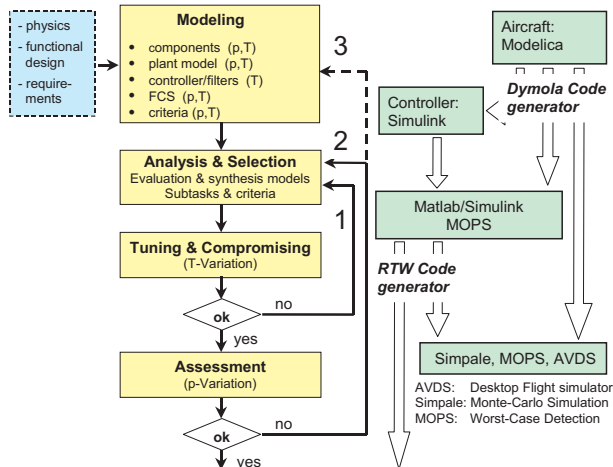 - physics
- functional
design
- require-
ments
Modeling
• components (p,T)
• plant model (p,T)
• controller/filters (T)
• FCS (p,T)
• criteria (p,T)
3
2
Analysis & Selection
Evaluation & synthesis models
Subtasks & criteria
1
Tuning & Compromising
(T-Variation)
ok
no
yes
Assessment
(p-Variation)
ok
no
yes
Aircraft:
Modelica
Dymola Code
generator
Controller:
Simulink
Matlab/Simulink
MOPS
RTW Code
generator
Simpale, MOPS, AVDS
AVDS: Desktop Flight simulator
Simpale: Monte-Carlo Simulation
MOPS: Worst-Case Detection